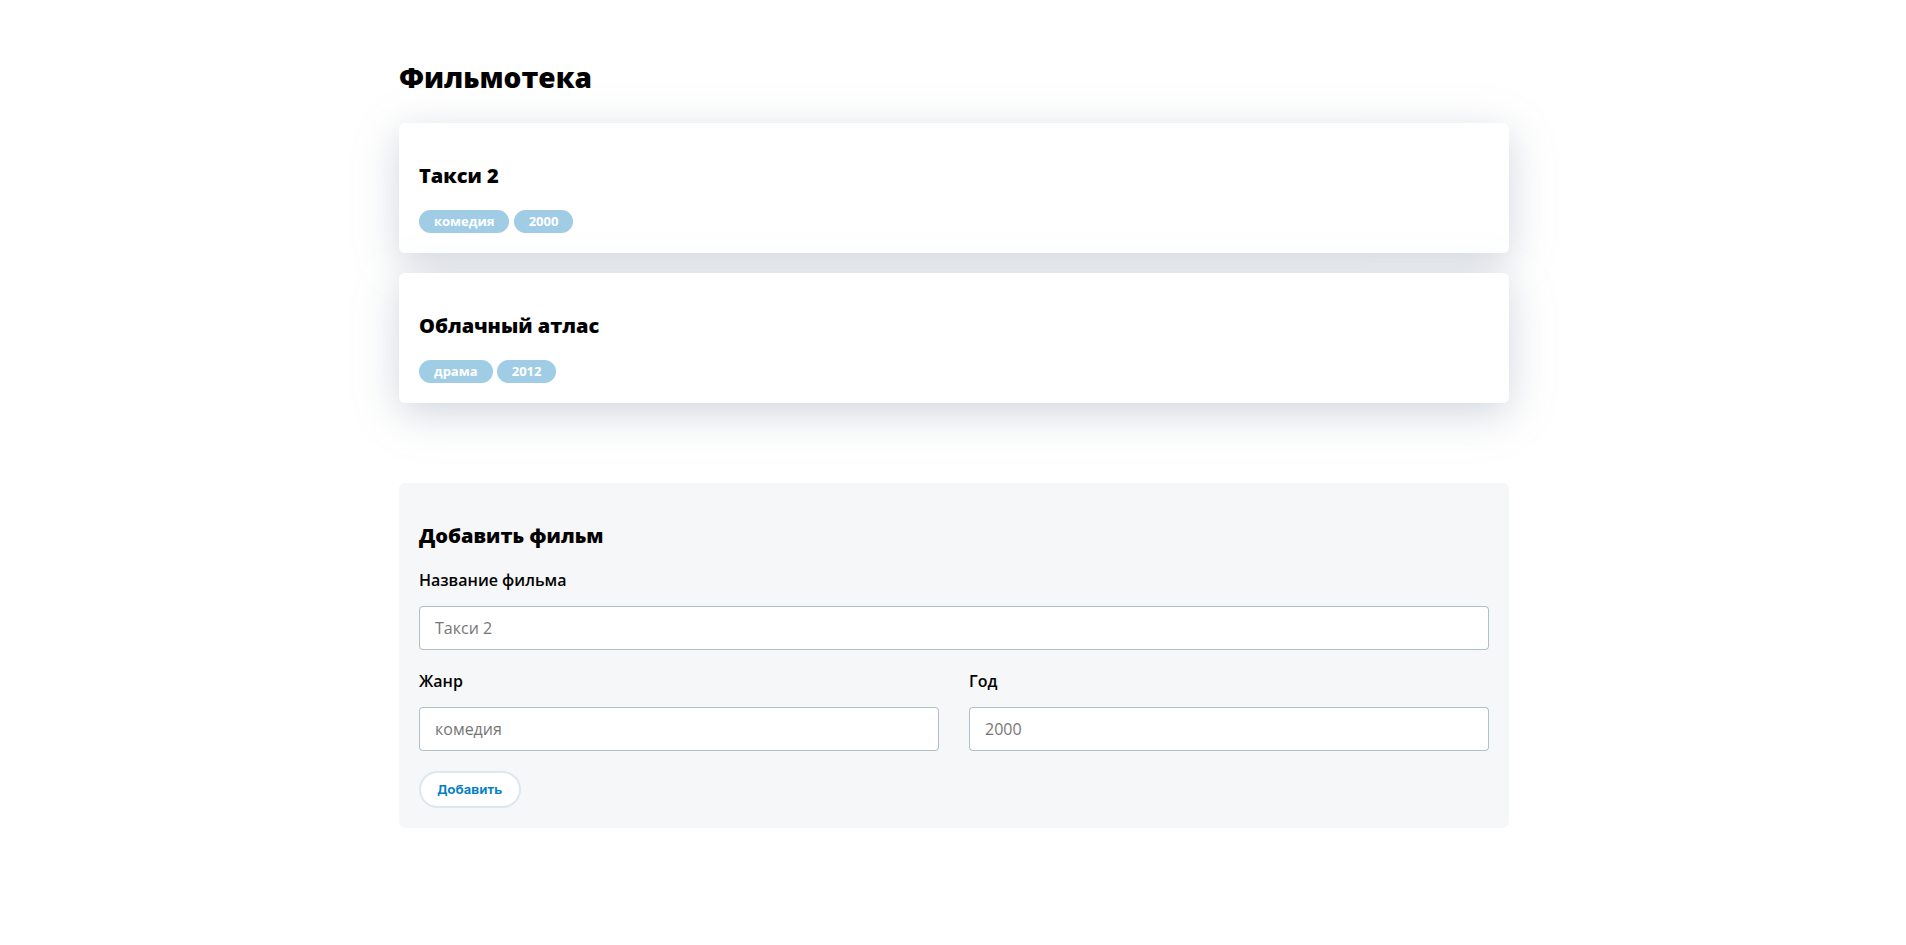 Фильмотека
Такси 2
комедия 2000
Облачный атлас
драма 2012
Добавить фильм
Название фильма
Такси 2
Жанр Год
комедия 2000
Добавить